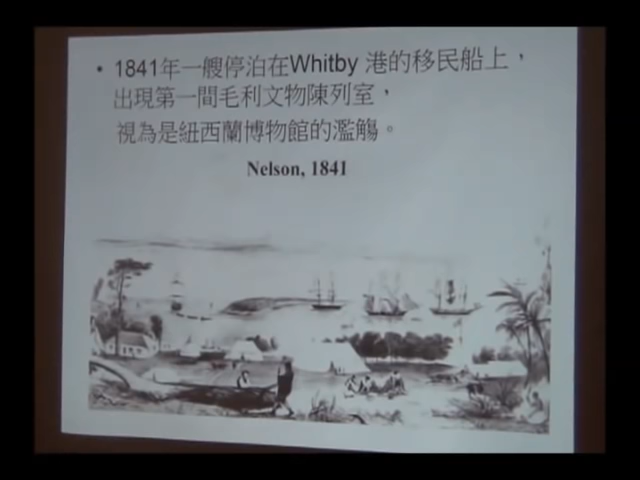 • 1841年一艘停泊在Whitby 港的移民船上，
出現第一間毛利文物陳列室，
視為是紐西蘭博物館的濫觴。
Nelson, 1841